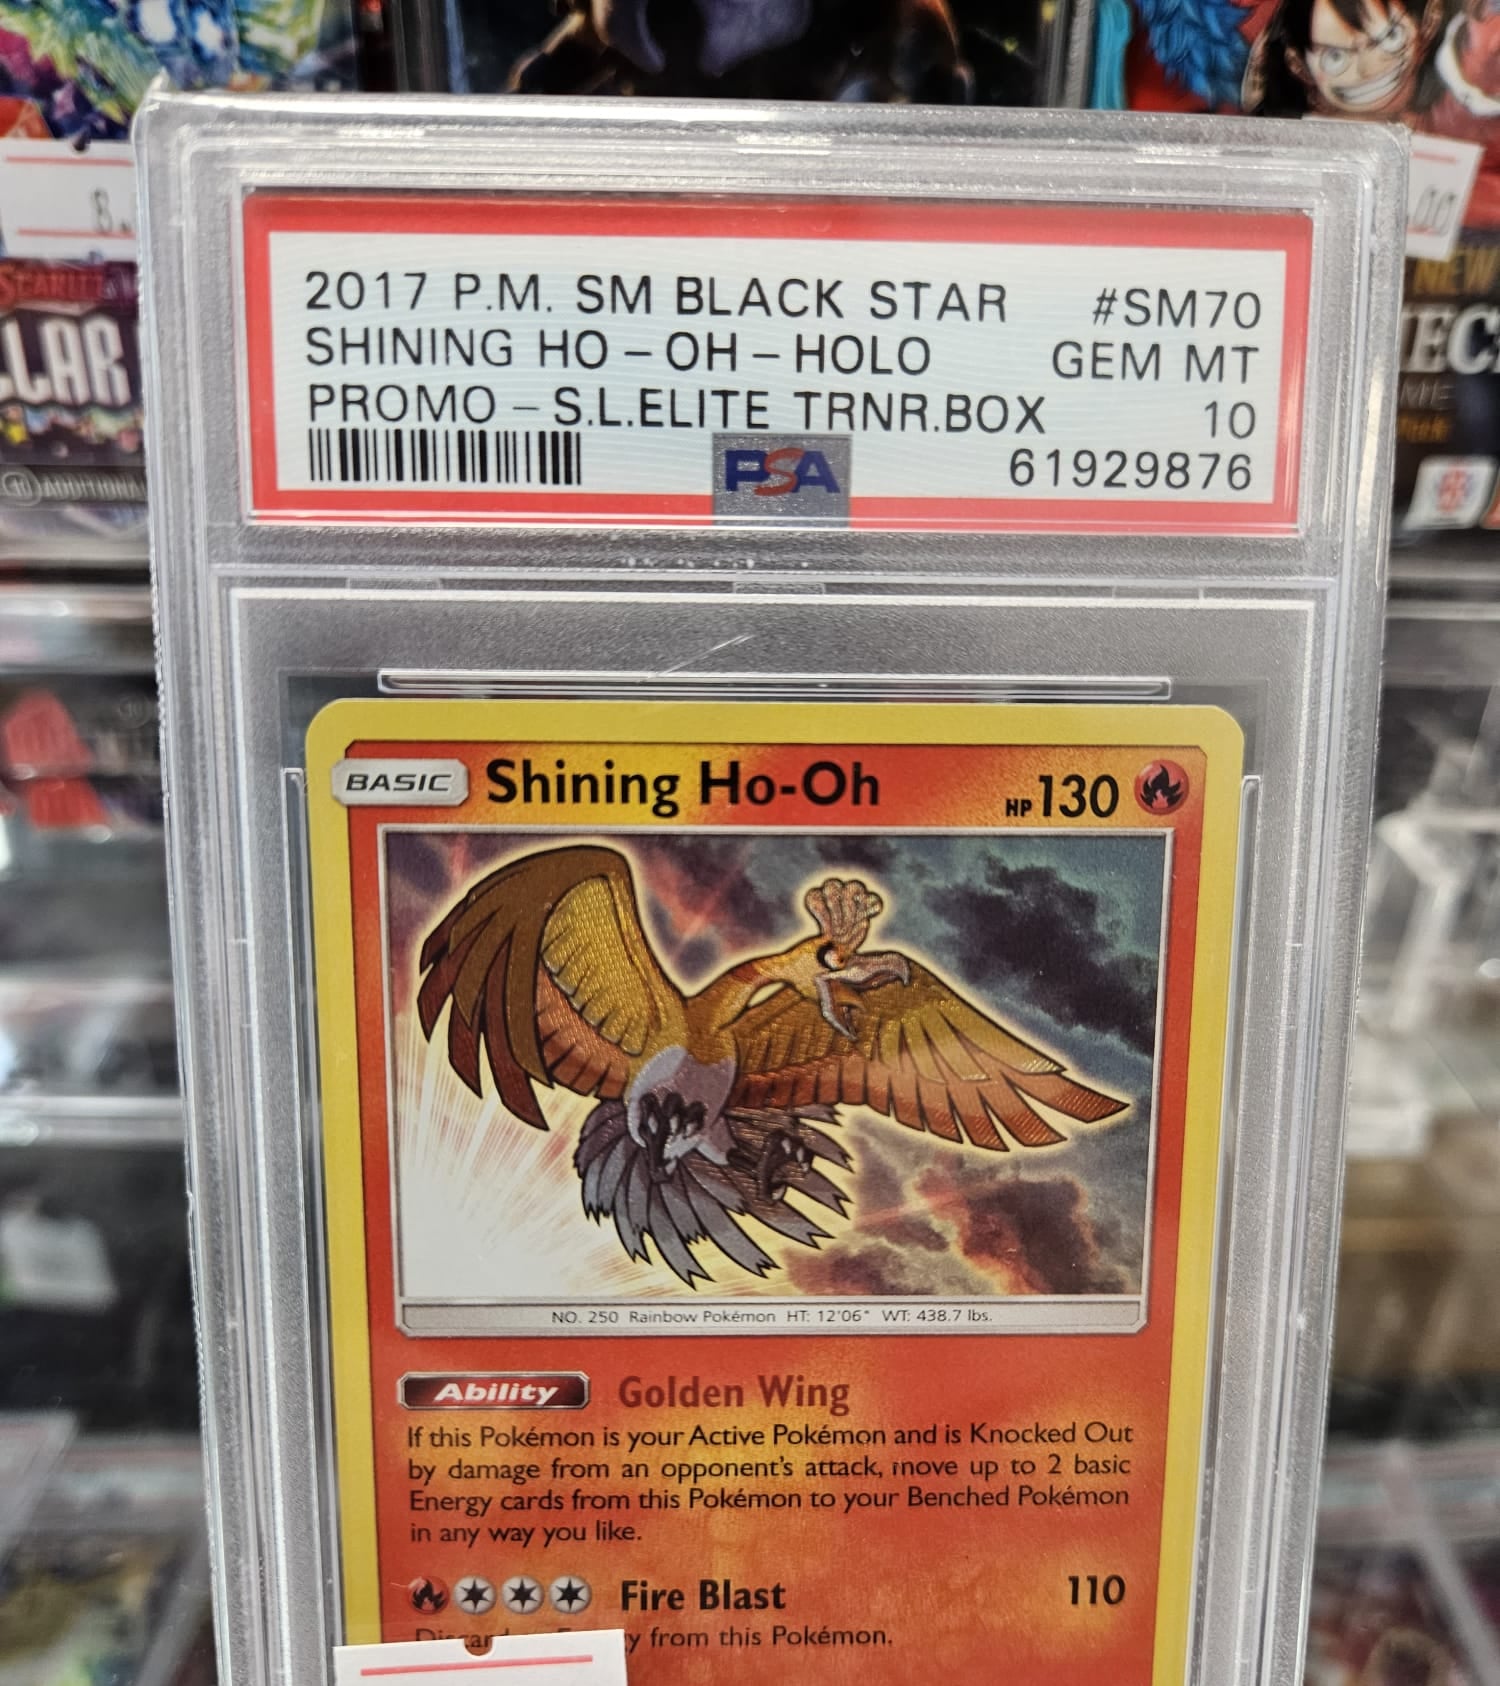 2017 P.M. SM BLACK STAR #SM70
SHINING HO-OH-HOLO GEM MT
PROMO-S.L.ELITE TRNR.BOX 10
PSA 61929876
BASIC Shining Ho-Oh HP 130
NO. 250 Rainbow Pokémon HT: 12'06" WT: 438.7 lbs.
Ability Golden Wing
If this Pokémon is your Active Pokémon and is Knocked Out
by damage from an opponent's attack, move up to 2 basic
Energy cards from this Pokémon to your Benched Pokémon
in any way you like.
Fire Blast 110
from this Pokémon.
SCARLET
NEW